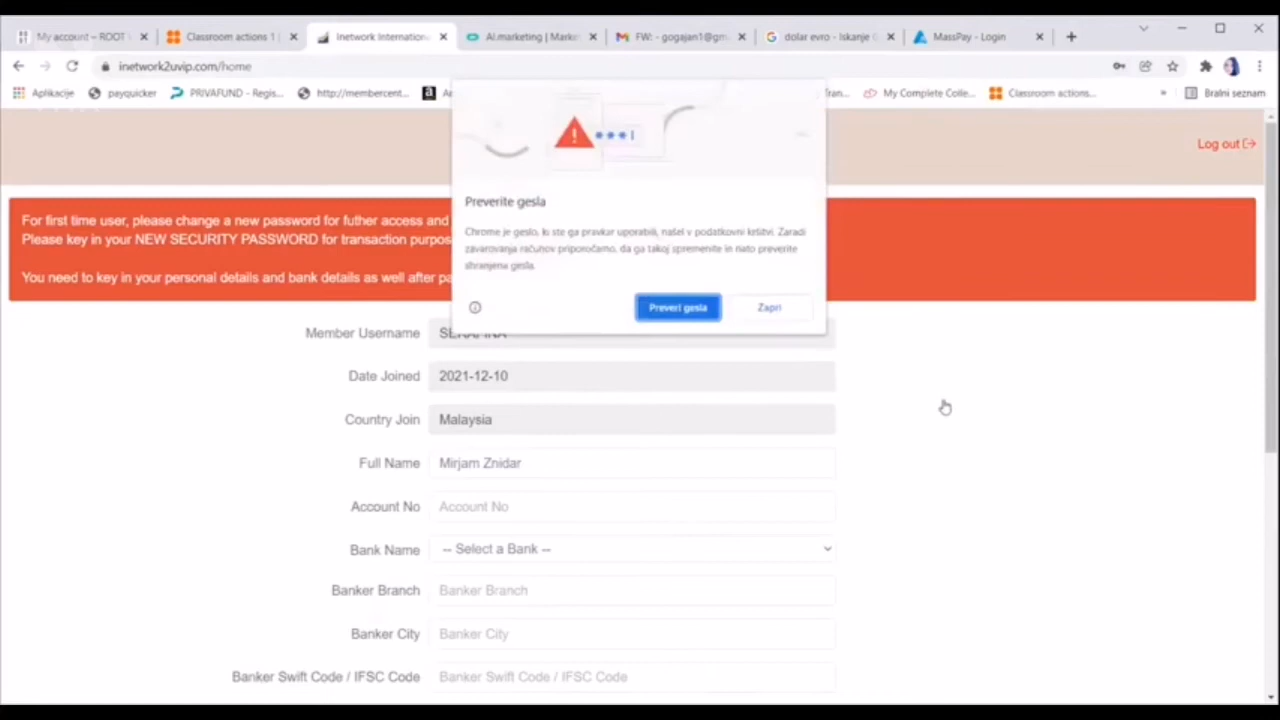 My account – ROOT
Classroom actions 1
Inetwork Internation
Ai.marketing | Marke
FW: - gogajan1@gm
dolar evro - Iskanje
MassPay - Login
inetwork2uvip.com/home
Aplikacije
payquicker
PRIVAFUND - Regis...
http://membercent...
My Complete Colle...
Classroom actions...
»
Bralni seznam
Log out
For first time user, please change a new password for futher access and
Please key in your NEW SECURITY PASSWORD for transaction purpos
You need to key in your personal details and bank details as well after pa
Preverite gesla
Chrome je geslo, ki ste ga pravkar uporabili, našel v podatkovni kršitvi. Zaradi
zavarovanja računov priporočamo, da ga takoj spremenite in nato preverite
shranjena gesla.
Preveri gesla
Zapri
Member Username
Date Joined
2021-12-10
Country Join
Malaysia
Full Name
Mirjam Znidar
Account No
Account No
Bank Name
-- Select a Bank --
Banker Branch
Banker Branch
Banker City
Banker City
Banker Swift Code / IFSC Code
Banker Swift Code / IFSC Code